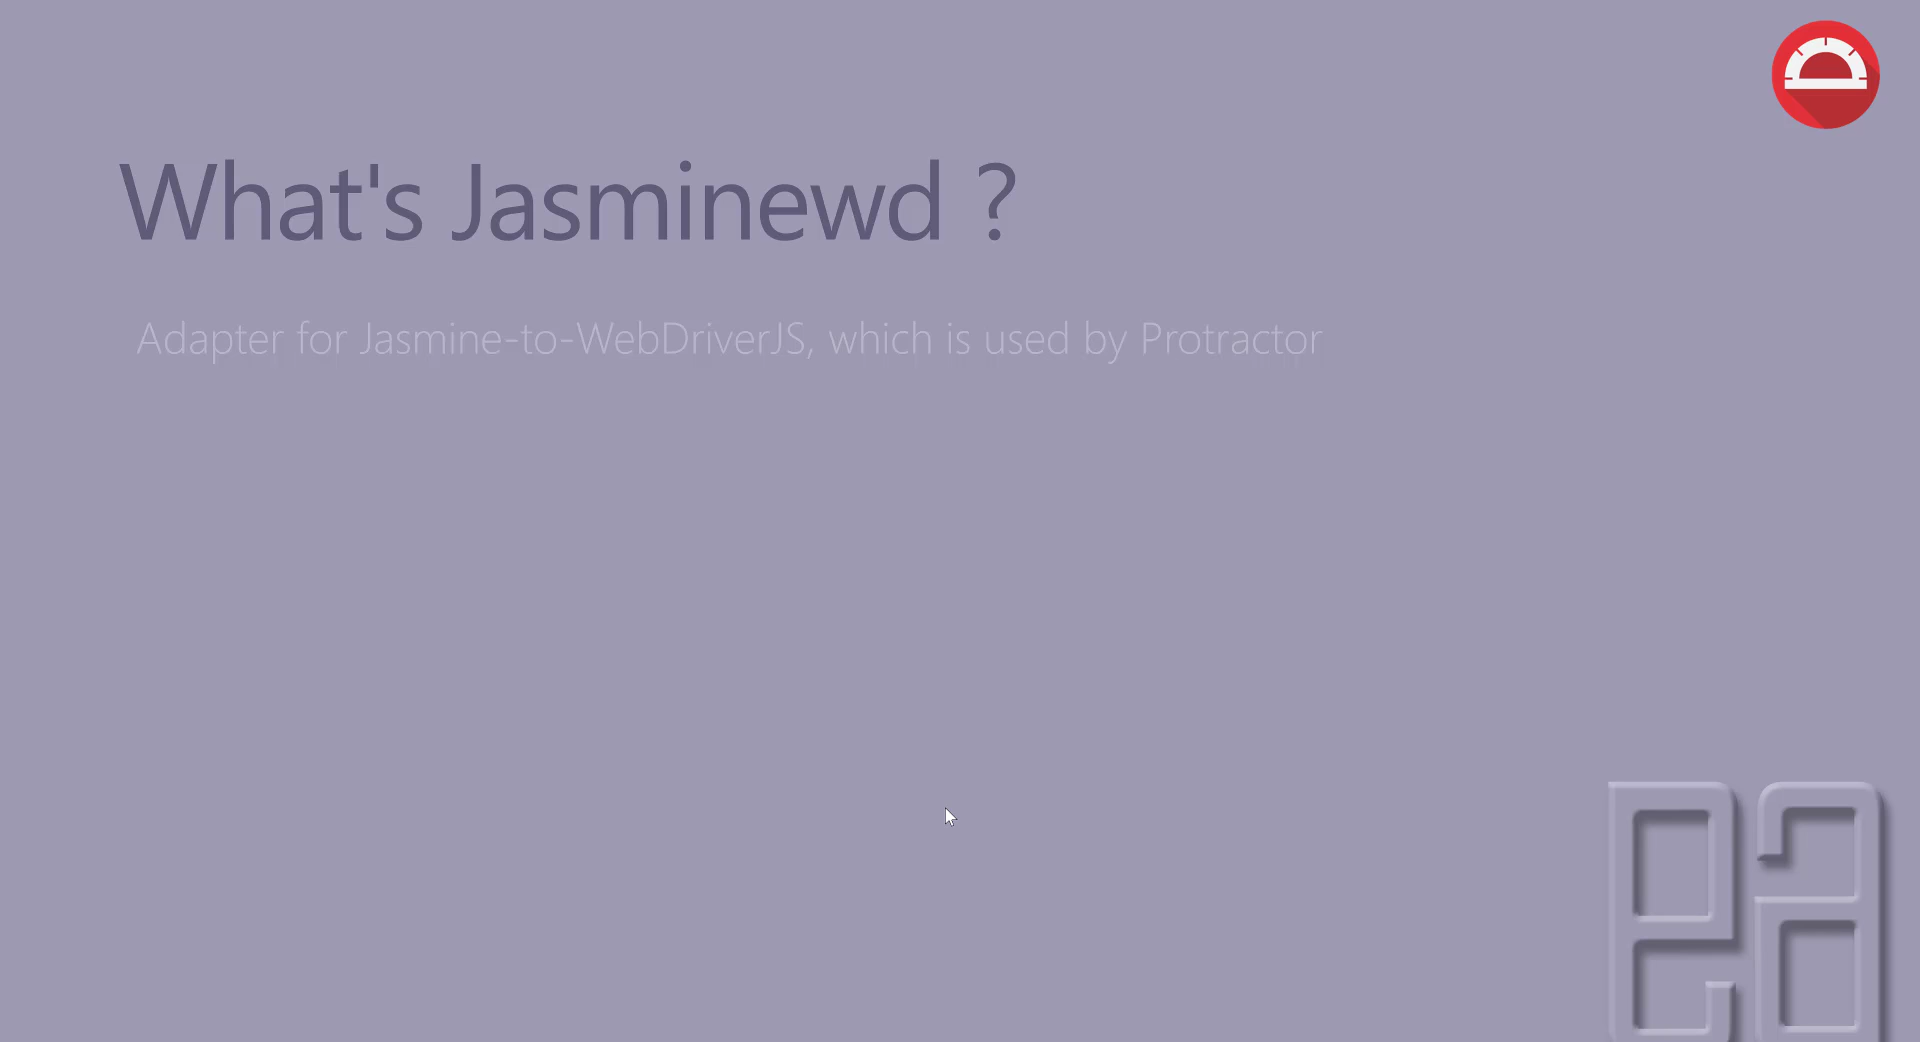 What's Jasminewd ?
Adapter for Jasmine-to-WebDriverJS, which is used by Protractor